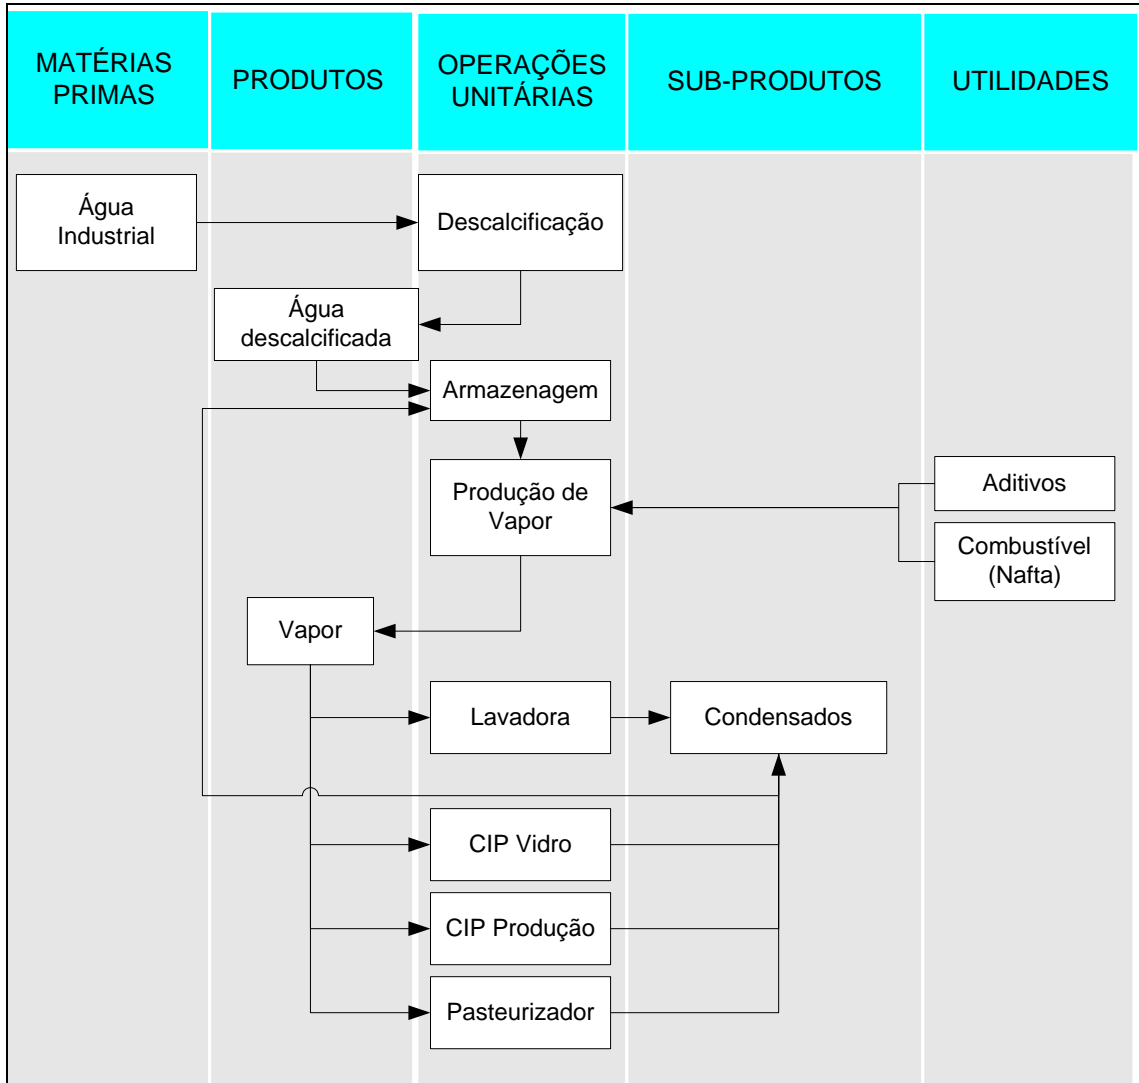 MATÉRIAS
PRIMAS
PRODUTOS
OPERAÇÕES
UNITÁRIAS
SUB-PRODUTOS
UTILIDADES
Água
Industrial
Descalcificação
Água
descalcificada
Armazenagem
Produção de
Vapor
Aditivos
Combustível
(Nafta)
Vapor
Lavadora
Condensados
CIP Vidro
CIP Produção
Pasteurizador